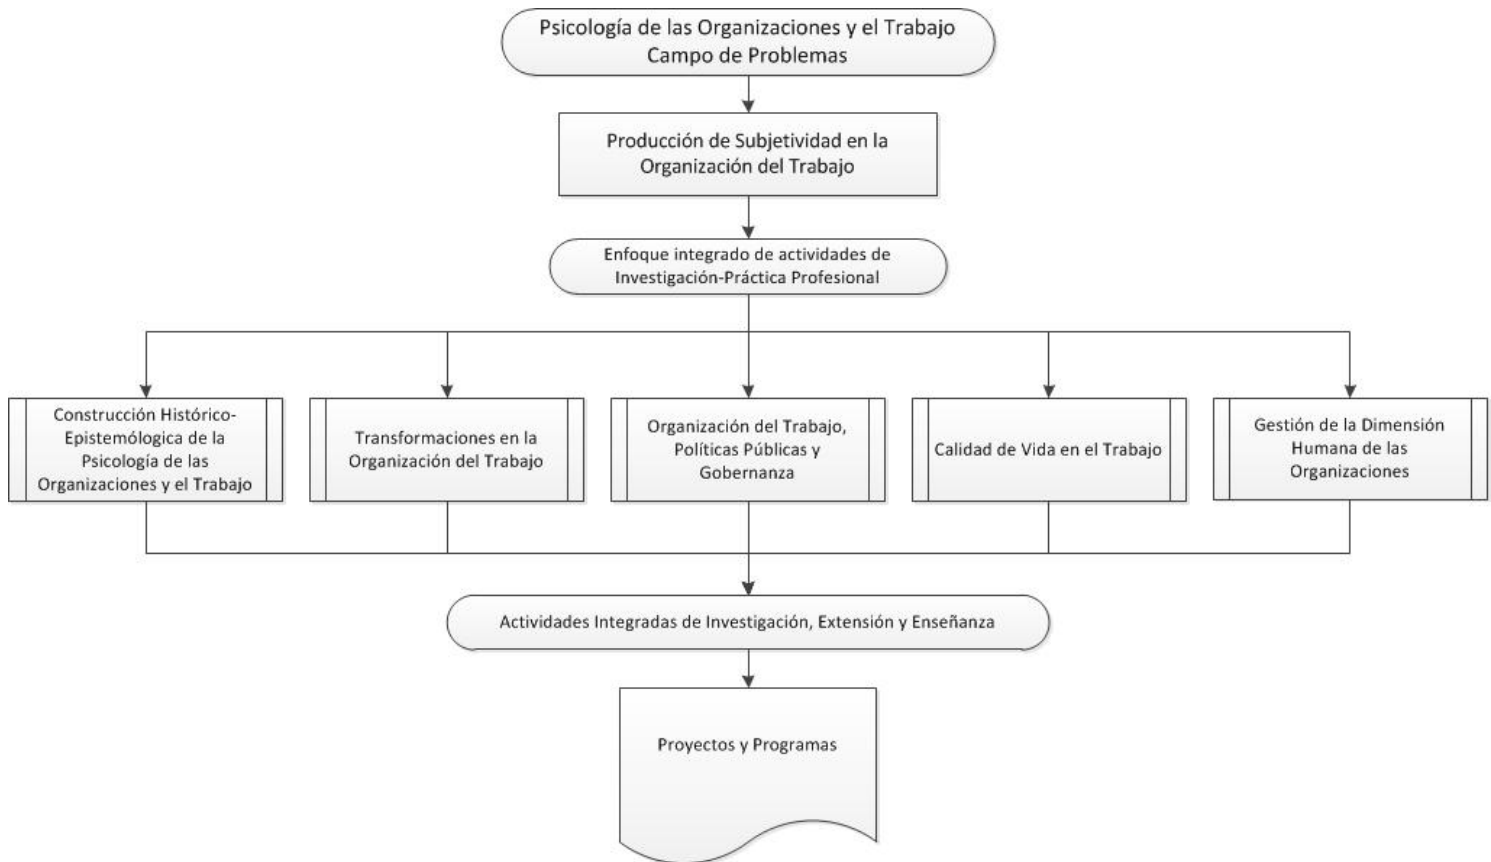 Psicología de las Organizaciones y el Trabajo
Campo de Problemas
Producción de Subjetividad en la
Organización del Trabajo
Enfoque integrado de actividades de
Investigación-Práctica Profesional
Construcción Histórico-
Epistemólogica de la
Psicología de las
Organizaciones y el Trabajo
Transformaciones en la
Organización del Trabajo
Organización del Trabajo,
Políticas Públicas y
Gobernanza
Calidad de Vida en el Trabajo
Gestión de la Dimensión
Humana de las
Organizaciones
Actividades Integradas de Investigación, Extensión y Enseñanza
Proyectos y Programas